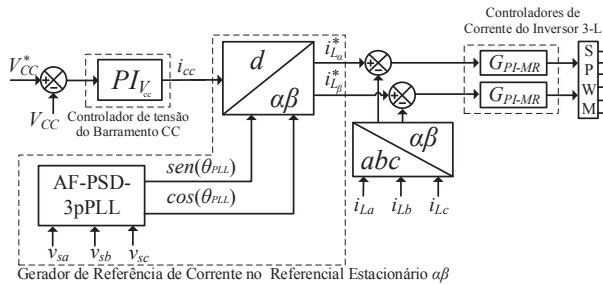 Controladores de
Corrente do Inversor 3-L
V*CC
PIVcc
icc
d
αβ
i*Lα
i*Lβ
GPI-MR
GPI-MR
S
P
W
M
VCC
Controlador de tensão
do Barramento CC
αβ
abc
sen(θPLL)
cos(θPLL)
AF-PSD-
3pPLL
iLa
iLb
iLc
vsa
vsb
vsc
Gerador de Referência de Corrente no Referencial Estacionário αβ